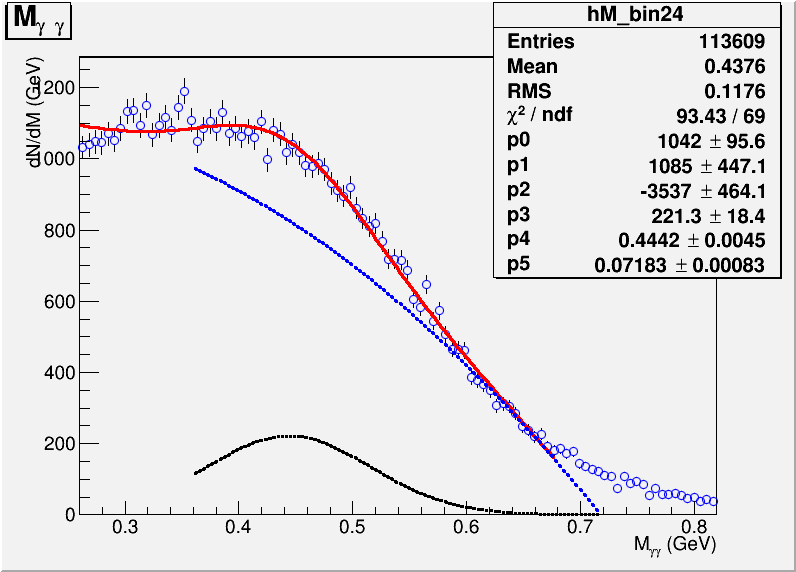 M γ γ
hM_bin24
Entries 113609
Mean 0.4376
RMS 0.1176
χ² / ndf 93.43 / 69
p0 1042 ± 95.6
p1 1085 ± 447.1
p2 -3537 ± 464.1
p3 221.3 ± 18.4
p4 0.4442 ± 0.0045
p5 0.07183 ± 0.00083
dN/dM (GeV)
1200
1000
800
600
400
200
0
0.3 0.4 0.5 0.6 0.7 0.8
Mγγ (GeV)